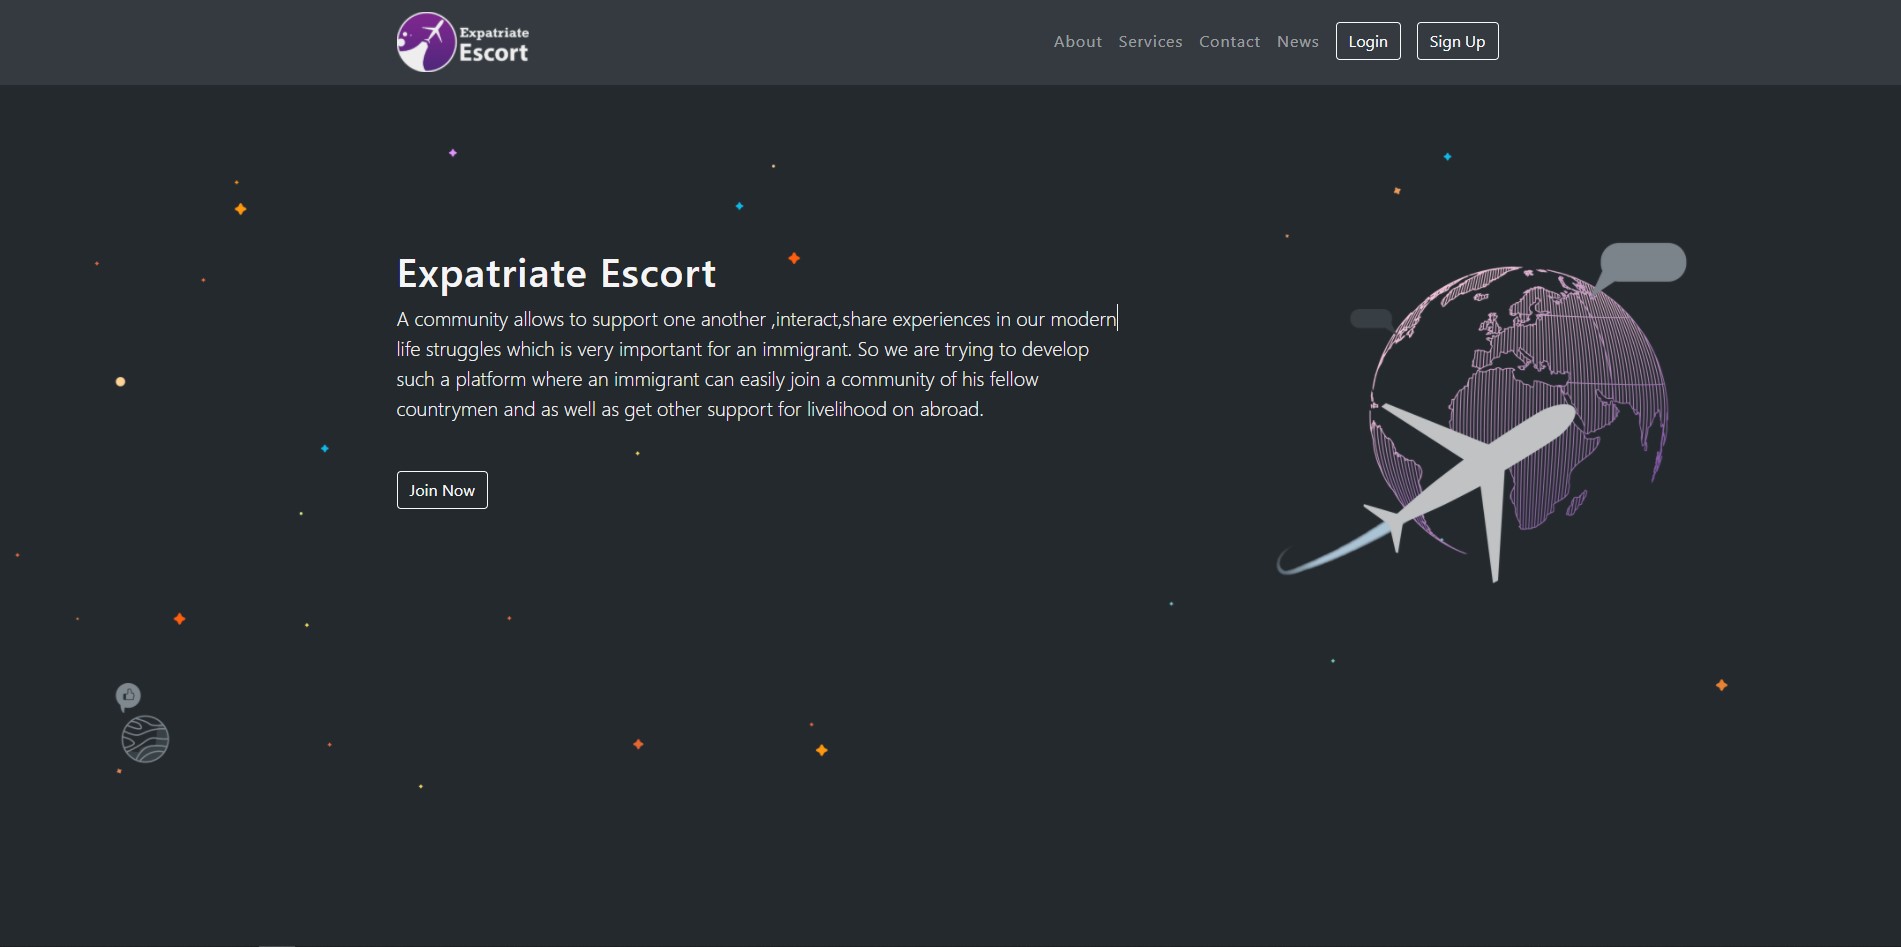 Expatriate
Escort
About Services Contact News Login Sign Up
Expatriate Escort
A community allows to support one another ,interact,share experiences in our modern
life struggles which is very important for an immigrant. So we are trying to develop
such a platform where an immigrant can easily join a community of his fellow
countrymen and as well as get other support for livelihood on abroad.
Join Now